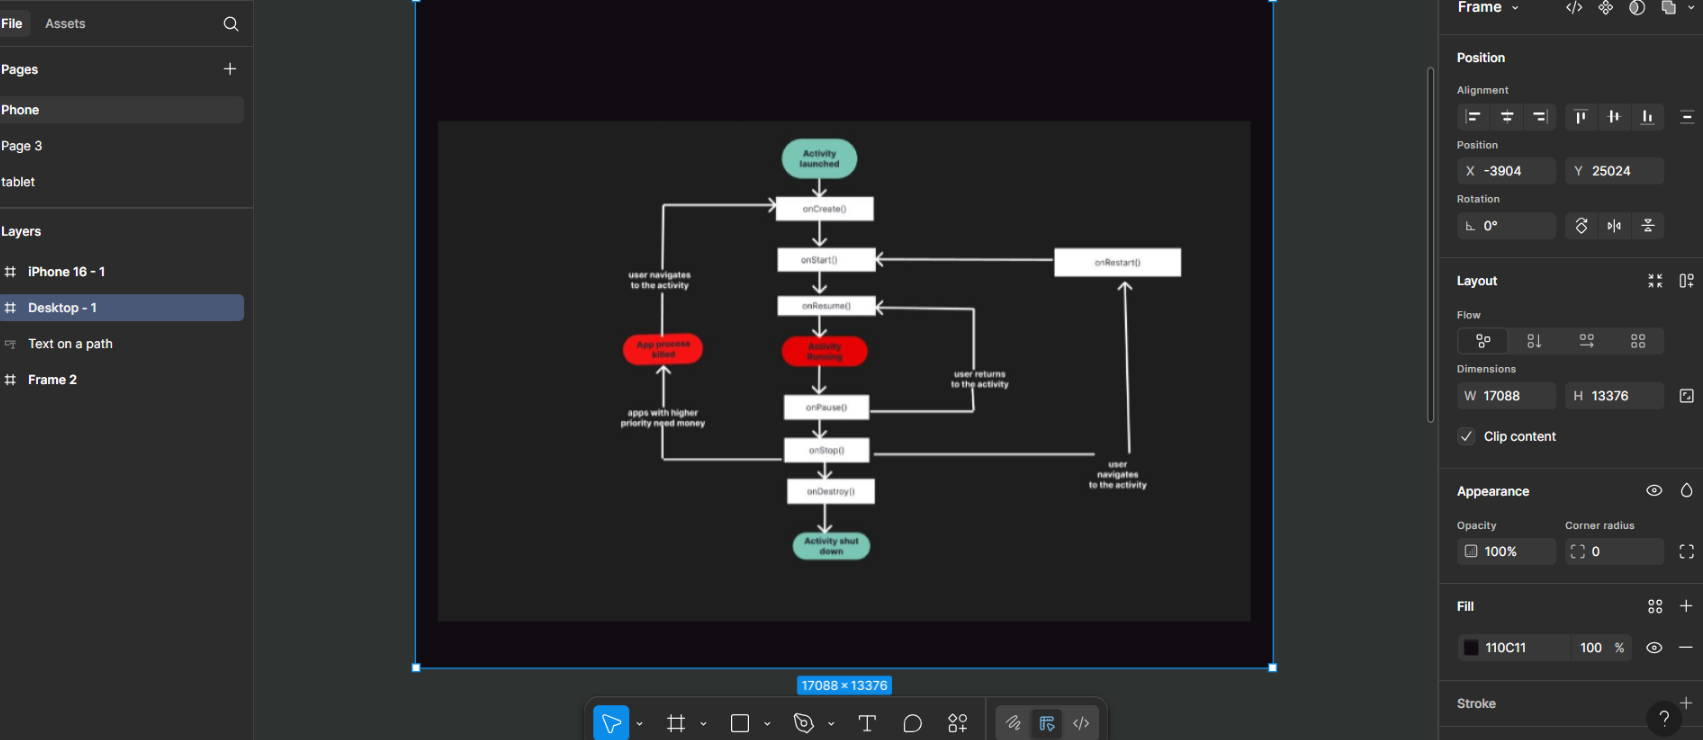 File
Assets
Pages
Phone
Page 3
tablet
Layers
iPhone 16 - 1
Desktop - 1
Text on a path
Frame 2
Activity
launched
onCreate()
onStart()
onRestart()
user navigates
to the activity
onResume()
App process
killed
Activity
Running
user returns
to the activity
onPause()
apps with higher
priority need money
onStop()
user
navigates
to the activity
onDestroy()
Activity shut
down
17088 × 13376
Frame
Position
Alignment
Position
X -3904
Y 25024
Rotation
0°
Layout
Flow
Dimensions
W 17088
H 13376
Clip content
Appearance
Opacity
Corner radius
100%
0
Fill
110C11
100 %
Stroke
?